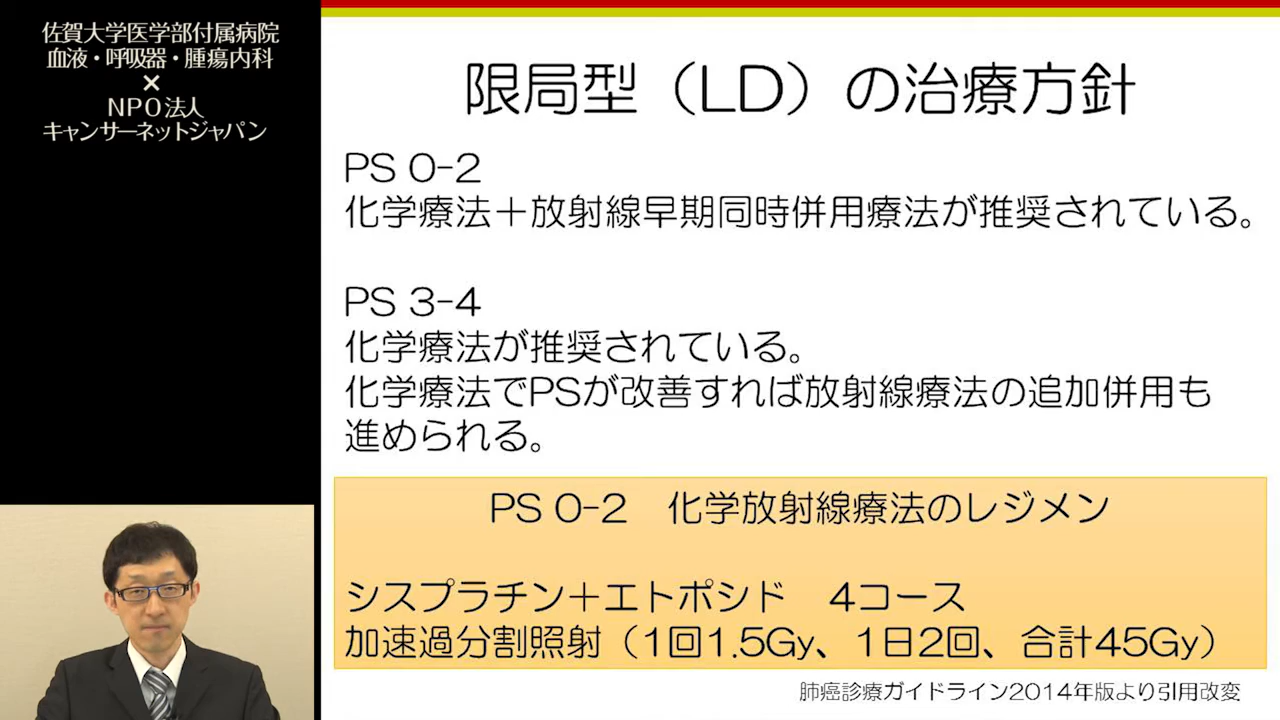 佐賀大学医学部付属病院
血液・呼吸器・腫瘍内科
×
NPO法人
キャンサーネットジャパン
限局型（LD）の治療方針
PS 0-2
化学療法＋放射線早期同時併用療法が推奨されている。
PS 3-4
化学療法が推奨されている。
化学療法でPSが改善すれば放射線療法の追加併用も
進められる。
PS 0-2　化学放射線療法のレジメン
シスプラチン＋エトポシド　4コース
加速過分割照射（1回1.5Gy、1日2回、合計45Gy）
肺癌診療ガイドライン2014年版より引用改変